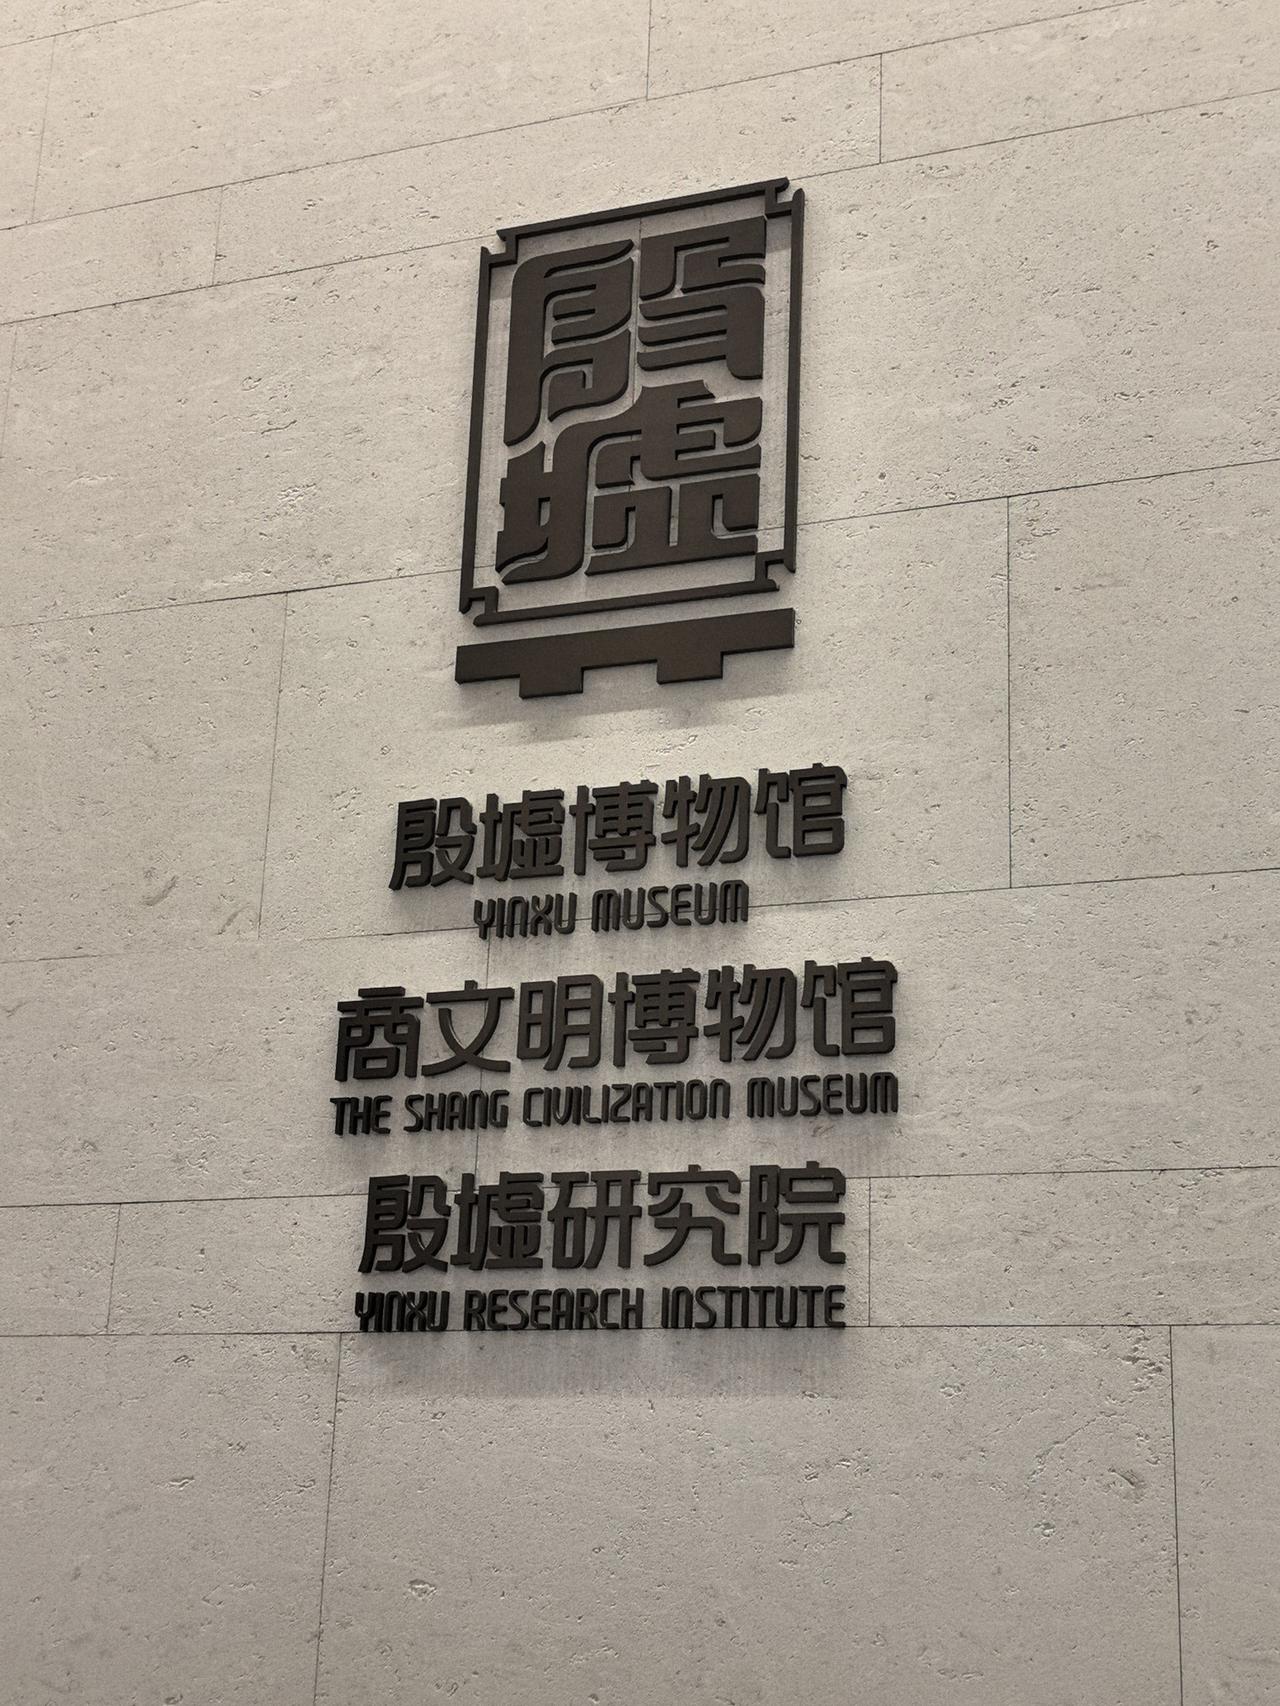 殷
墟
殷墟博物馆
YINXU MUSEUM
商文明博物馆
THE SHANG CIVILIZATION MUSEUM
殷墟研究院
YINXU RESEARCH INSTITUTE